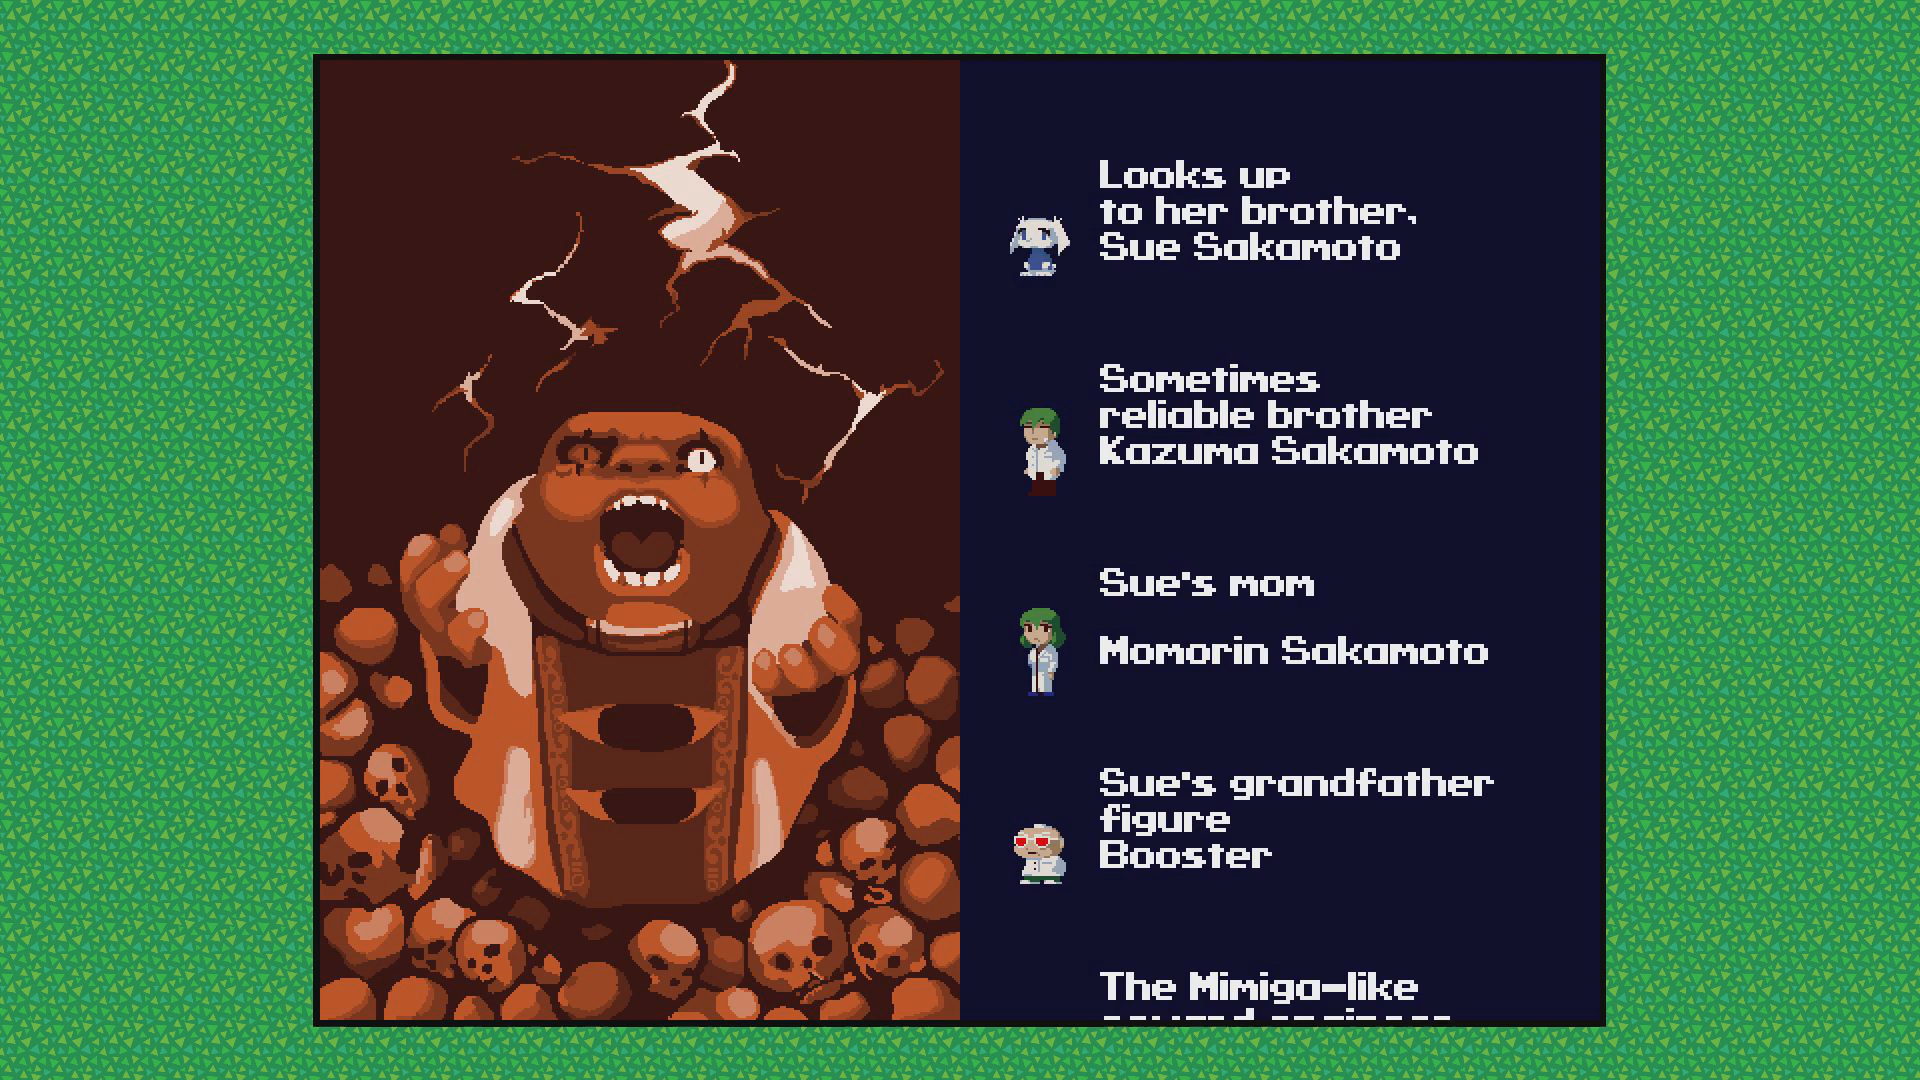 Looks up
to her brother,
Sue Sakamoto
Sometimes
reliable brother
Kazuma Sakamoto
Sue's mom
Momorin Sakamoto
Sue's grandfather
figure
Booster
The Mimiga-like